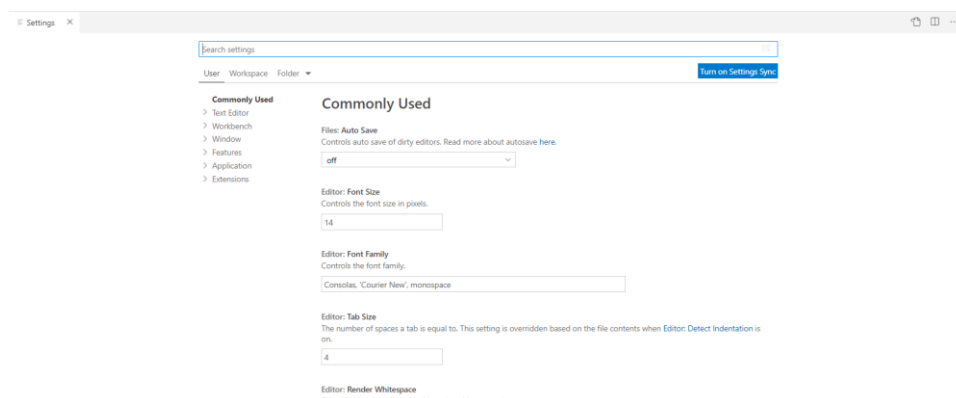 Settings
Search settings
User Workspace Folder
Turn on Settings Sync
Commonly Used
Text Editor
Workbench
Window
Features
Application
Extensions
Commonly Used
Files: Auto Save
Controls auto save of dirty editors. Read more about autosave here.
off
Editor: Font Size
Controls the font size in pixels.
14
Editor: Font Family
Controls the font family.
Consolas, 'Courier New', monospace
Editor: Tab Size
The number of spaces a tab is equal to. This setting is overridden based on the file contents when Editor: Detect Indentation is
on.
4
Editor: Render Whitespace